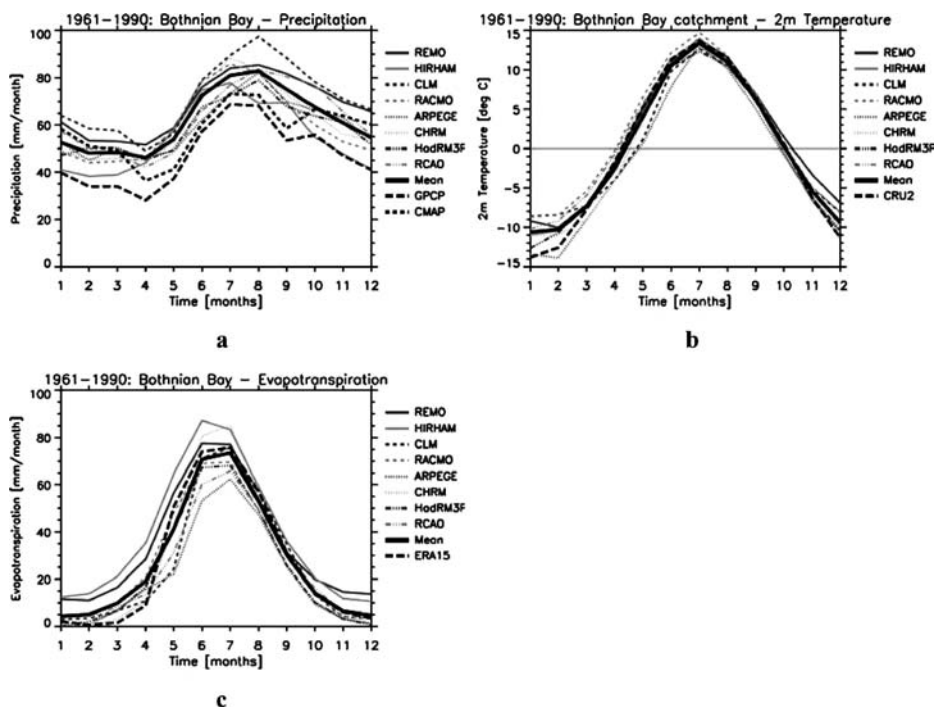 1961-1990: Bothnian Bay - Precipitation
Precipitation [mm/month]
100
80
60
40
20
0
1 2 3 4 5 6 7 8 9 10 11 12
Time [months]
REMO
HIRHAM
CLM
RACMO
ARPEGE
CHRM
HadRM3P
RCAO
Mean
GPCP
CMAP
a
1961-1990: Bothnian Bay catchment - 2m Temperature
2m Temperature [deg C]
15
10
5
0
-5
-10
-15
1 2 3 4 5 6 7 8 9 10 11 12
Time [months]
REMO
HIRHAM
CLM
RACMO
ARPEGE
CHRM
HadRM3P
RCAO
Mean
CRU2
b
1961-1990: Bothnian Bay - Evapotranspiration
Evapotranspiration [mm/month]
100
80
60
40
20
0
1 2 3 4 5 6 7 8 9 10 11 12
Time [months]
REMO
HIRHAM
CLM
RACMO
ARPEGE
CHRM
HadRM3P
RCAO
Mean
ERA15
c